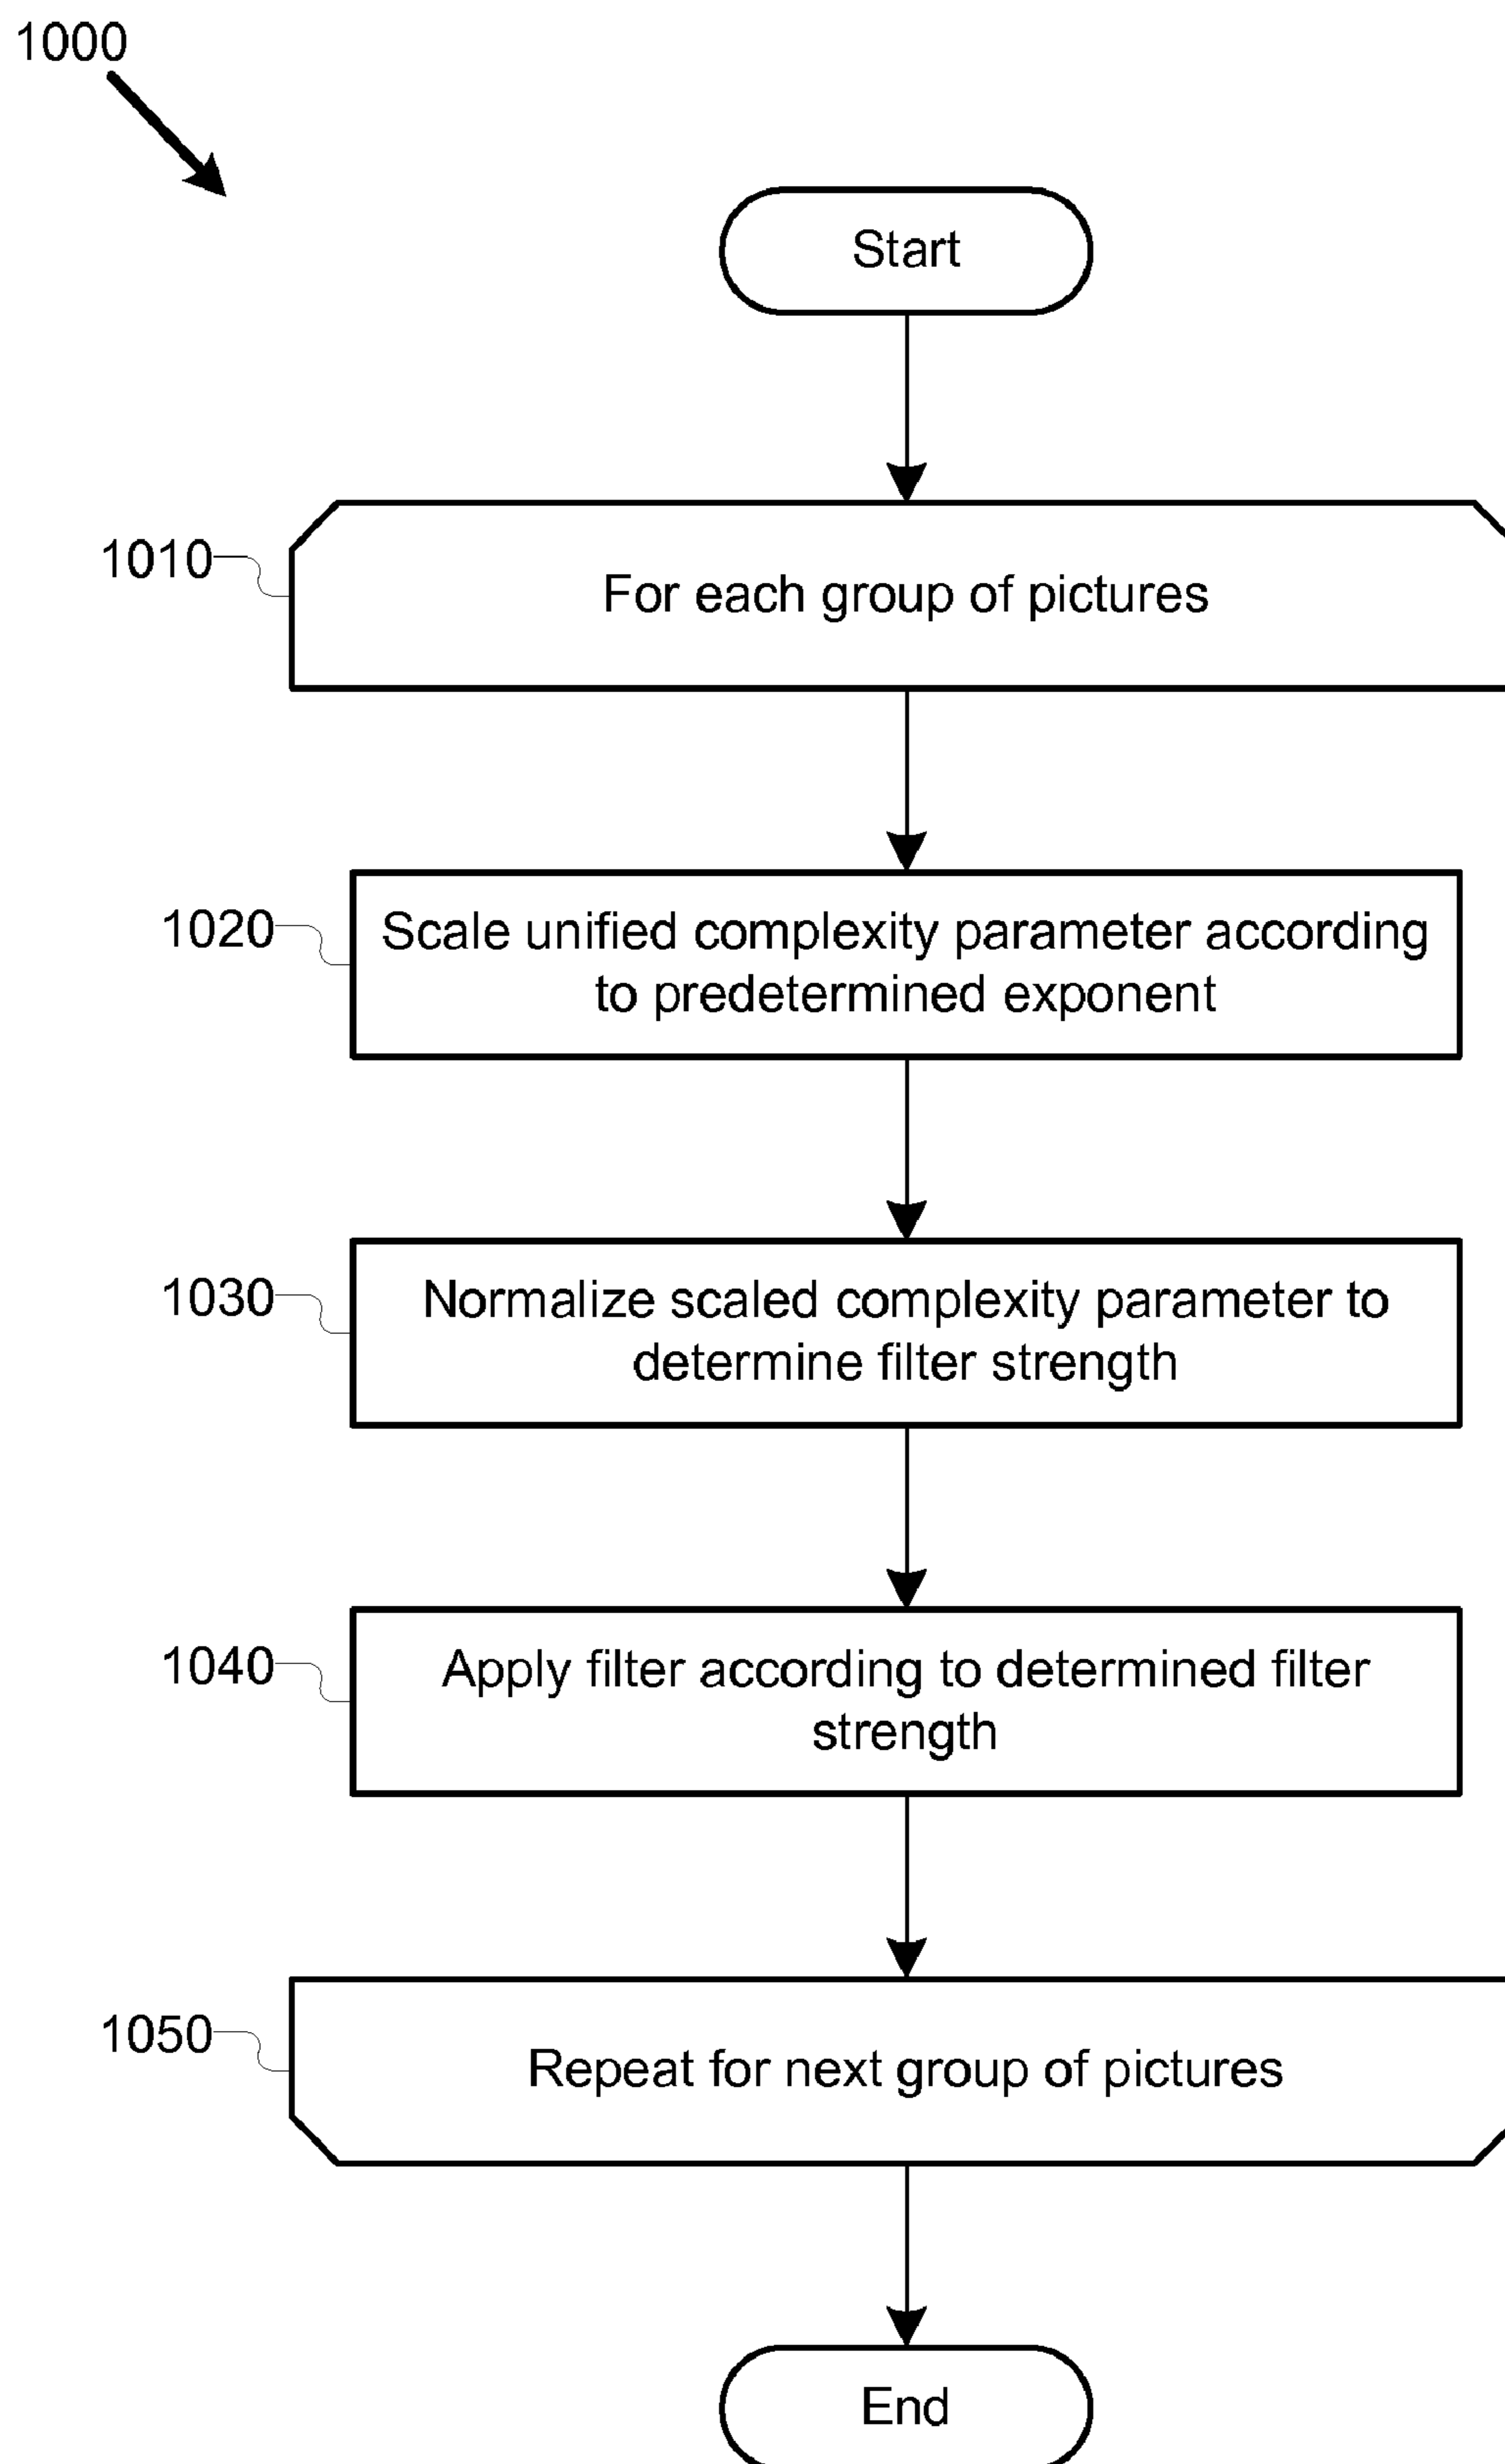 1000
Start
1010
For each group of pictures
1020
Scale unified complexity parameter according
to predetermined exponent
1030
Normalize scaled complexity parameter to
determine filter strength
1040
Apply filter according to determined filter
strength
1050
Repeat for next group of pictures
End